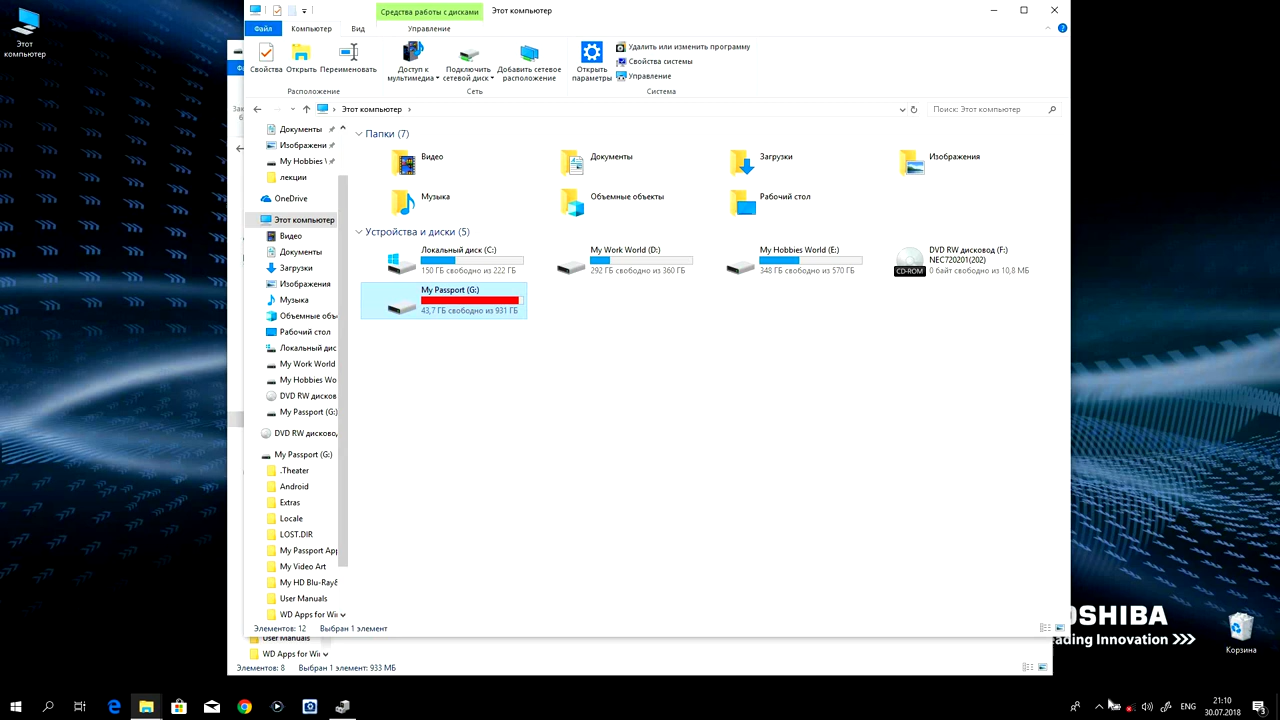 Этот
компьютер
Средства работы с дисками
Этот компьютер
Файл
Компьютер
Вид
Управление
Свойства
Открыть
Переименовать
Доступ к
мультимедиа
Подключить
сетевой диск
Добавить сетевое
расположение
Открыть
параметры
Удалить или изменить программу
Свойства системы
Управление
Расположение
Сеть
Система
Этот компьютер
Поиск: Этот компьютер
Документы
Изображени
My Hobbies \
лекции
OneDrive
Этот компьютер
Видео
Документы
Загрузки
Изображения
Музыка
Объемные объ
Рабочий стол
Локальный дис
My Work World
My Hobbies Wo
DVD RW дисков
My Passport (G:)
DVD RW дисковод
My Passport (G:)
.Theater
Android
Extras
Locale
LOST.DIR
My Passport App
My Video Art
My HD Blu-Ray
User Manuals
WD Apps for Wi
Папки (7)
Видео
Документы
Загрузки
Изображения
Музыка
Объемные объекты
Рабочий стол
Устройства и диски (5)
Локальный диск (C:)
150 ГБ свободно из 222 ГБ
My Work World (D:)
292 ГБ свободно из 360 ГБ
My Hobbies World (E:)
348 ГБ свободно из 570 ГБ
CD-ROM
DVD RW дисковод (F:)
NEC720201(202)
0 байт свободно из 10,8 МБ
My Passport (G:)
43,7 ГБ свободно из 931 ГБ
Элементов: 12 Выбран 1 элемент
User Manuals
WD Apps for Wi
Элементов: 8 Выбран 1 элемент: 933 МБ
OSHIBA
eading Innovation >>>
Корзина
ENG
21:10
30.07.2018